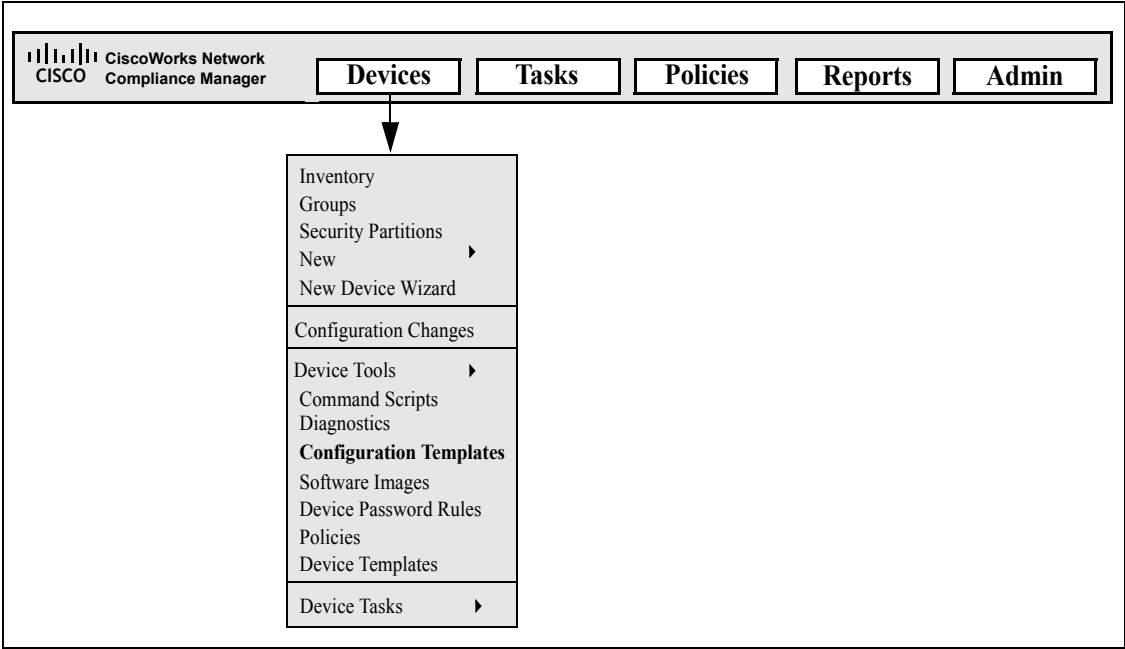 CISCO
CiscoWorks Network
Compliance Manager
Devices
Tasks
Policies
Reports
Admin
Inventory
Groups
Security Partitions
New
New Device Wizard
Configuration Changes
Device Tools
Command Scripts
Diagnostics
Configuration Templates
Software Images
Device Password Rules
Policies
Device Templates
Device Tasks